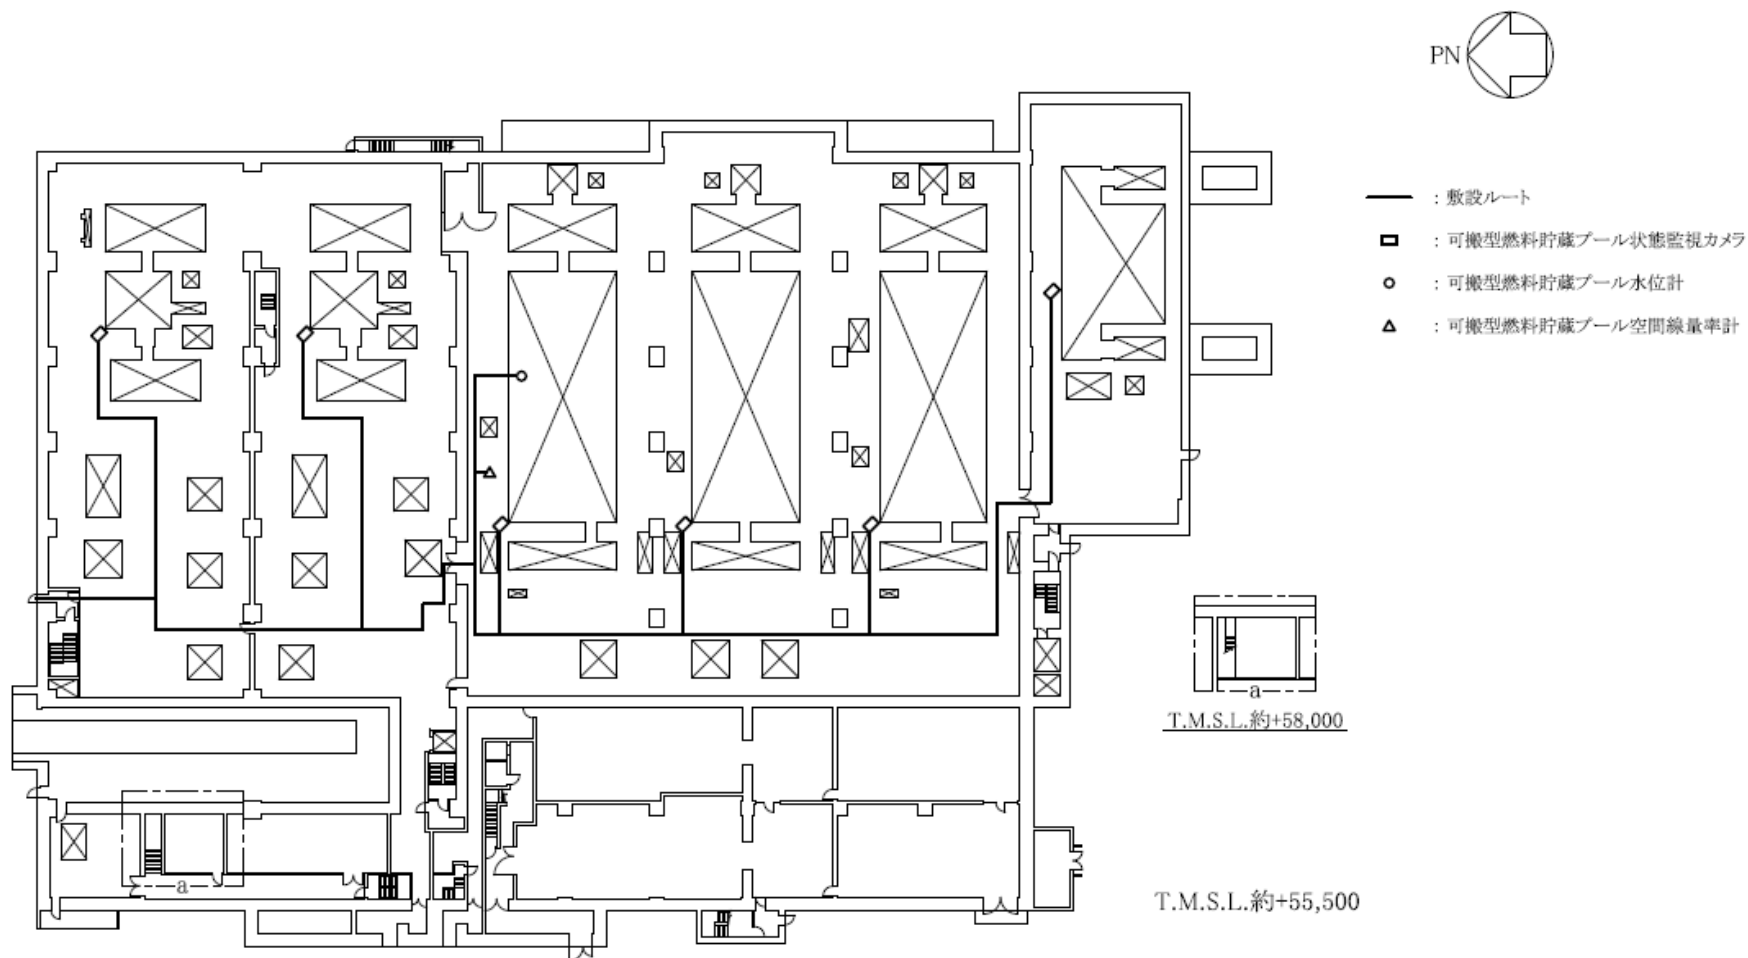 PN
：敷設ルート
：可搬型燃料貯蔵プール状態監視カメラ
：可搬型燃料貯蔵プール水位計
：可搬型燃料貯蔵プール空間線量率計
a
T.M.S.L.約+58,000
a
T.M.S.L.約+55,500